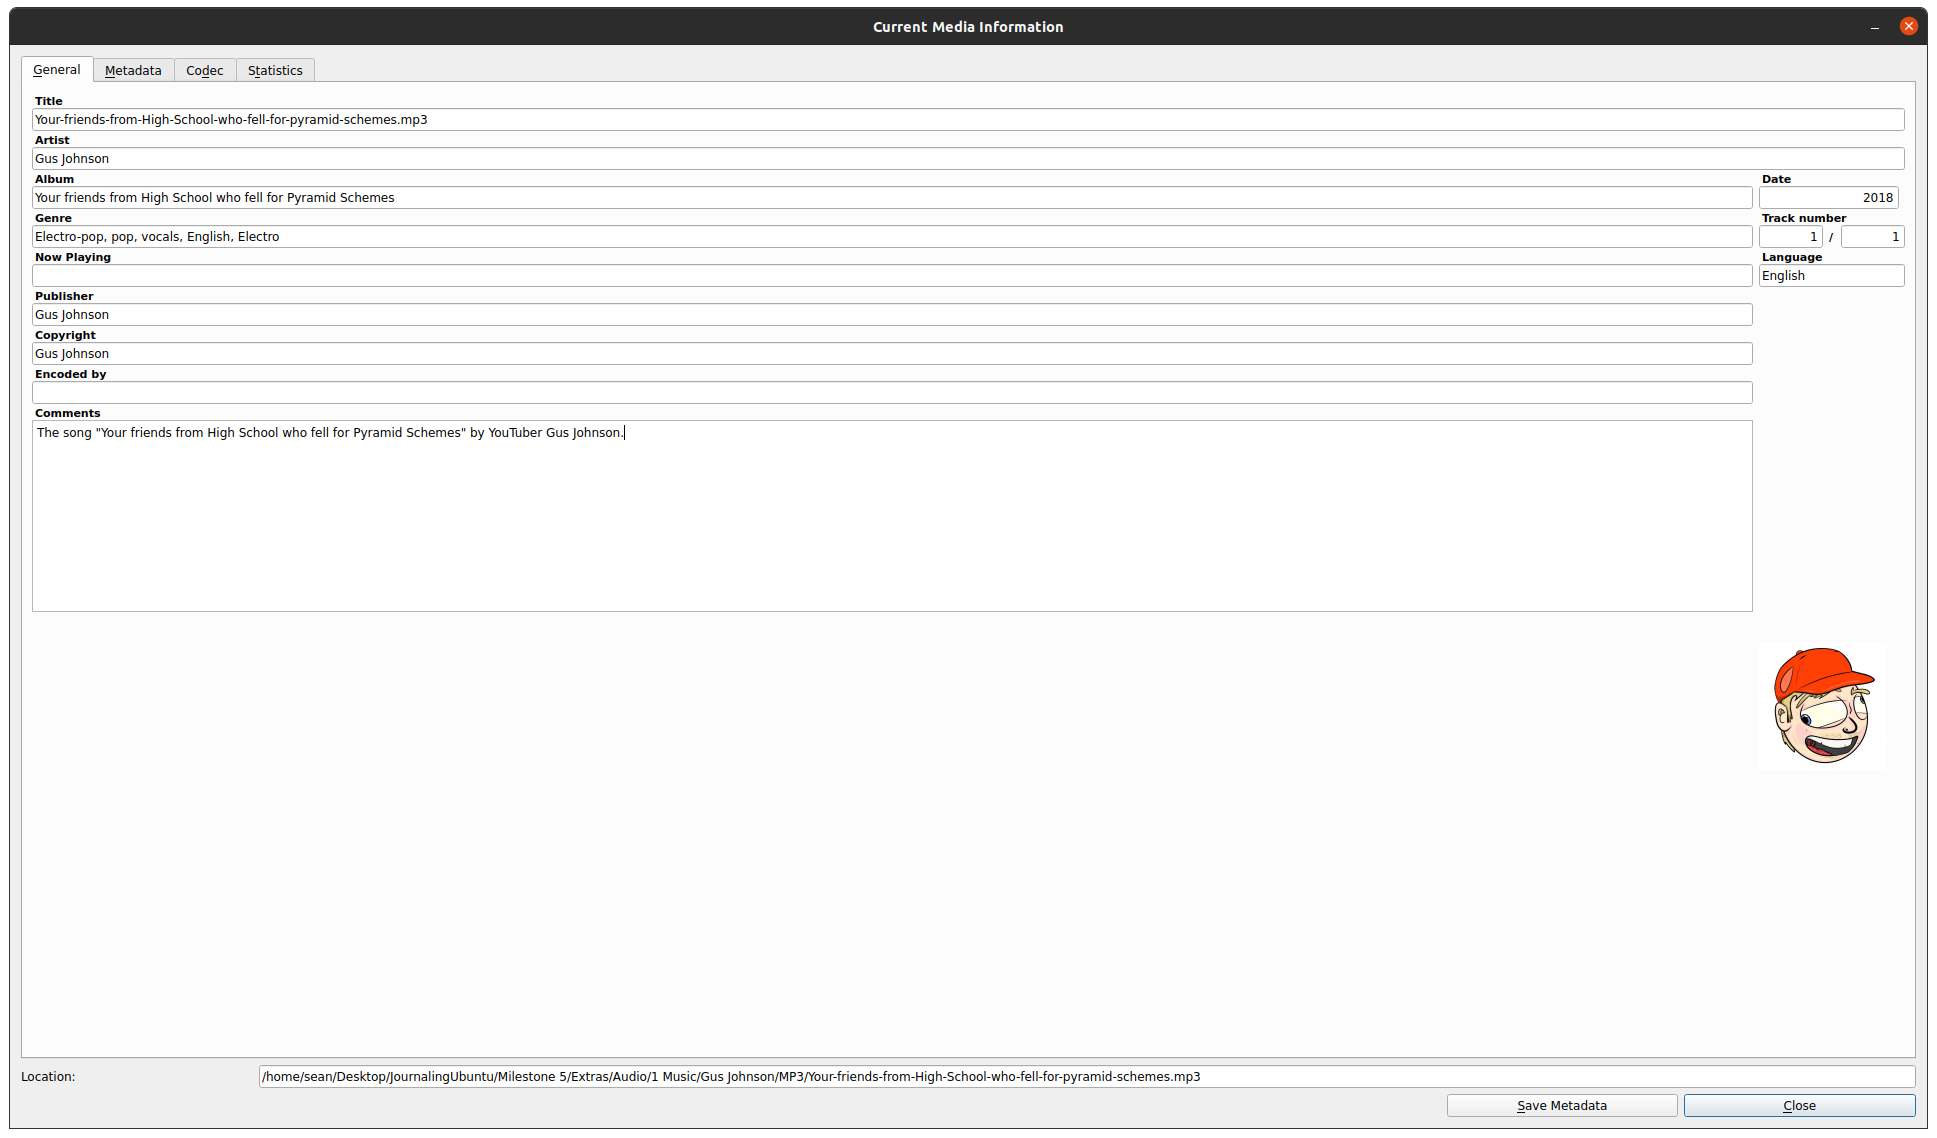 Current Media Information
General Metadata Codec Statistics
Title
Your-friends-from-High-School-who-fell-for-pyramid-schemes.mp3
Artist
Gus Johnson
Album Date
Your friends from High School who fell for Pyramid Schemes 2018
Genre Track number
Electro-pop, pop, vocals, English, Electro 1 / 1
Now Playing Language
English
Publisher
Gus Johnson
Copyright
Gus Johnson
Encoded by
Comments
The song "Your friends from High School who fell for Pyramid Schemes" by YouTuber Gus Johnson.
Location: /home/sean/Desktop/JournalingUbuntu/Milestone 5/Extras/Audio/1 Music/Gus Johnson/MP3/Your-friends-from-High-School-who-fell-for-pyramid-schemes.mp3
Save Metadata Close